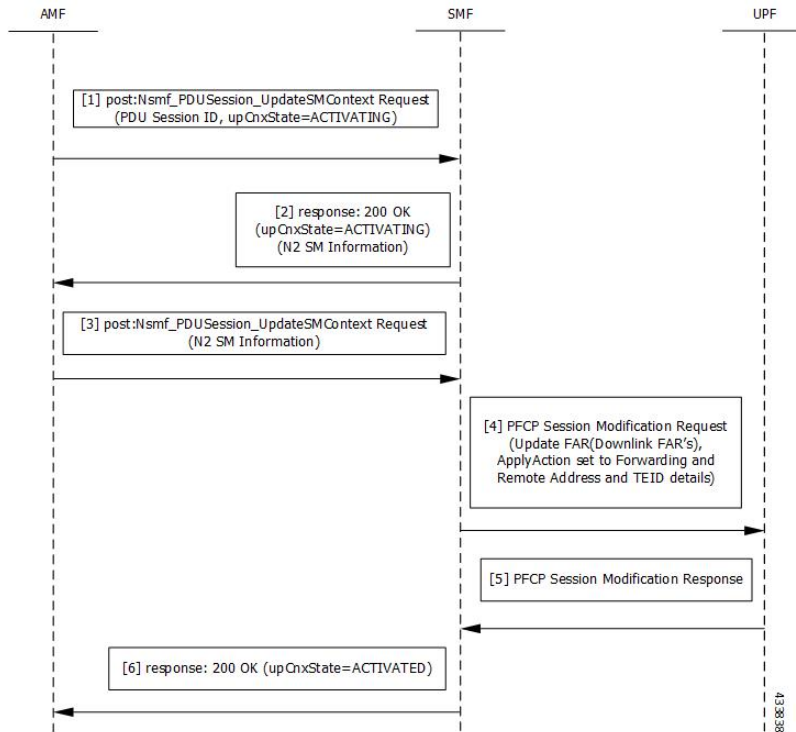 AMF
SMF
UPF
[1] post:Nsmf_PDUSession_UpdateSMContext Request
(PDU Session ID, upCnxState=ACTIVATING)
[2] response: 200 OK
(upCnxState=ACTIVATING)
(N2 SM Information)
[3] post:Nsmf_PDUSession_UpdateSMContext Request
(N2 SM Information)
[4] PFCP Session Modification Request
(Update FAR(Downlink FAR's),
ApplyAction set to Forwarding and
Remote Address and TEID details)
[5] PFCP Session Modification Response
[6] response: 200 OK (upCnxState=ACTIVATED)
433838